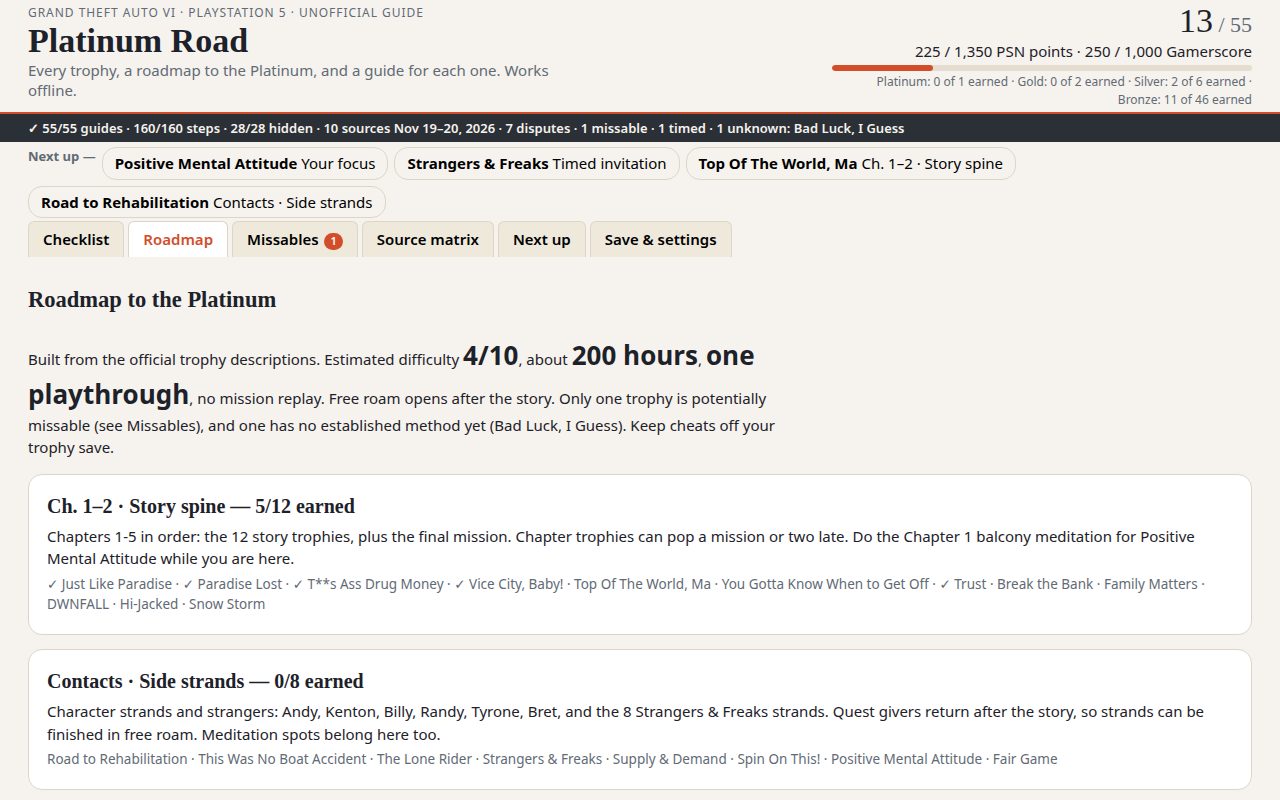 GRAND THEFT AUTO VI · PLAYSTATION 5 · UNOFFICIAL GUIDE
Platinum Road
Every trophy, a roadmap to the Platinum, and a guide for each one. Works
offline.
13 / 55
225 / 1,350 PSN points · 250 / 1,000 Gamerscore
Platinum: 0 of 1 earned · Gold: 0 of 2 earned · Silver: 2 of 6 earned ·
Bronze: 11 of 46 earned
✓ 55/55 guides · 160/160 steps · 28/28 hidden · 10 sources Nov 19–20, 2026 · 7 disputes · 1 missable · 1 timed · 1 unknown: Bad Luck, I Guess
Next up — Positive Mental Attitude Your focus Strangers & Freaks Timed invitation Top Of The World, Ma Ch. 1–2 · Story spine
Road to Rehabilitation Contacts · Side strands
Checklist Roadmap Missables 1 Source matrix Next up Save & settings
Roadmap to the Platinum
Built from the official trophy descriptions. Estimated difficulty 4/10, about 200 hours, one
playthrough, no mission replay. Free roam opens after the story. Only one trophy is potentially
missable (see Missables), and one has no established method yet (Bad Luck, I Guess). Keep cheats off your
trophy save.
Ch. 1–2 · Story spine — 5/12 earned
Chapters 1-5 in order: the 12 story trophies, plus the final mission. Chapter trophies can pop a mission or two late. Do the Chapter 1 balcony meditation for Positive
Mental Attitude while you are here.
✓ Just Like Paradise · ✓ Paradise Lost · ✓ T**s Ass Drug Money · ✓ Vice City, Baby! · Top Of The World, Ma · You Gotta Know When to Get Off · ✓ Trust · Break the Bank · Family Matters ·
DWNFALL · Hi-Jacked · Snow Storm
Contacts · Side strands — 0/8 earned
Character strands and strangers: Andy, Kenton, Billy, Randy, Tyrone, Bret, and the 8 Strangers & Freaks strands. Quest givers return after the story, so strands can be
finished in free roam. Meditation spots belong here too.
Road to Rehabilitation · This Was No Boat Accident · The Lone Rider · Strangers & Freaks · Supply & Demand · Spin On This! · Positive Mental Attitude · Fair Game